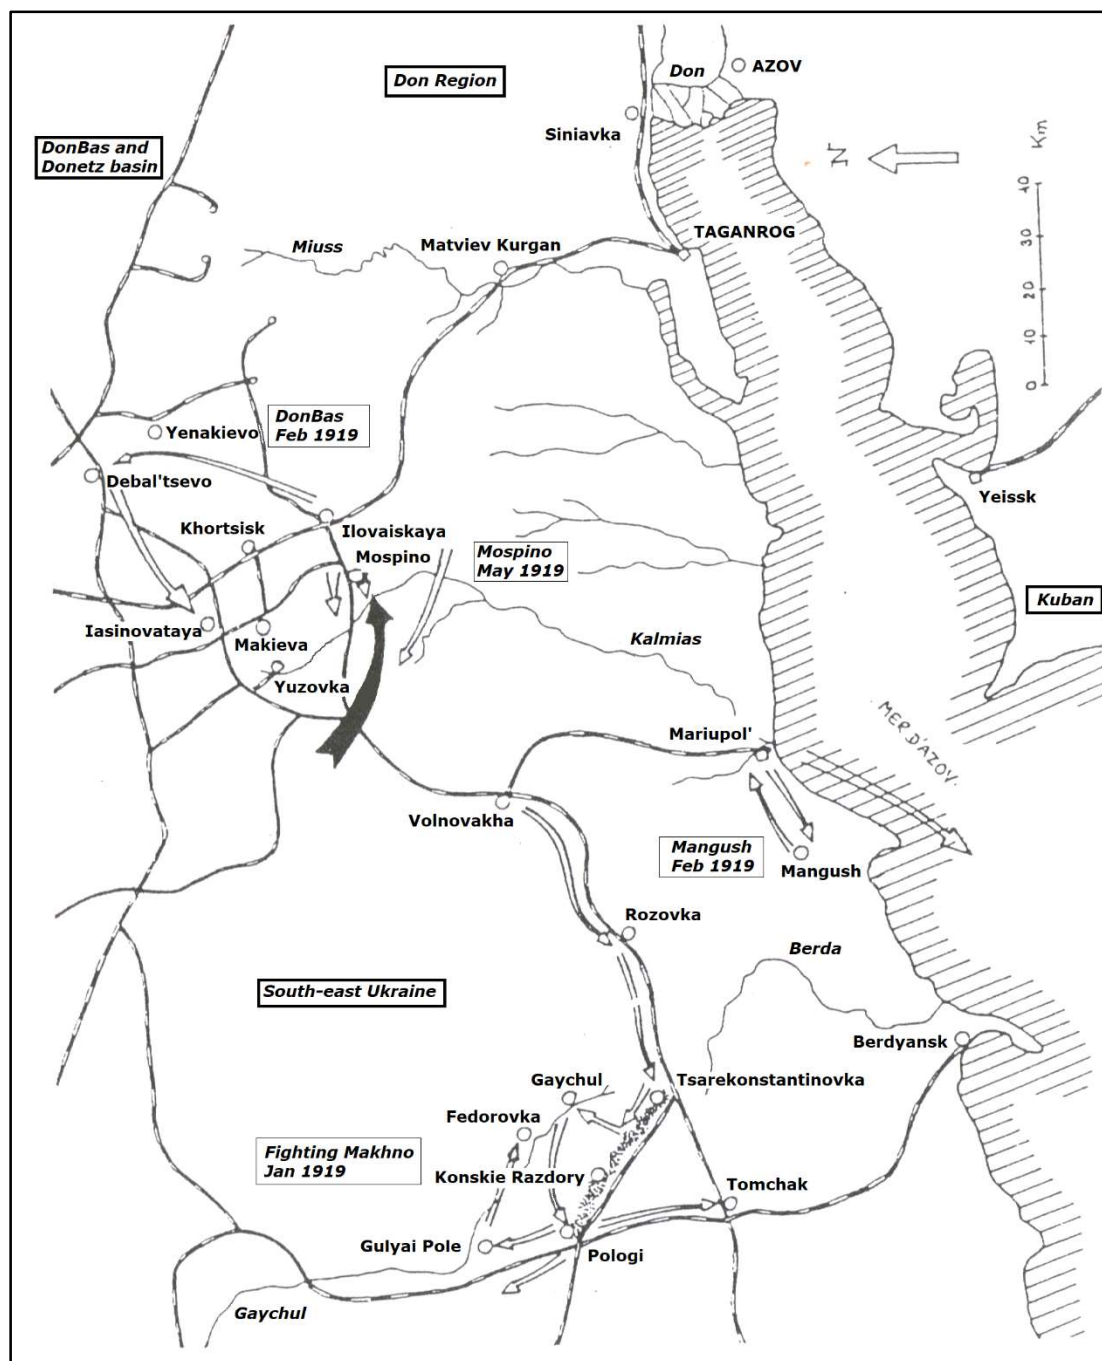 Don
AZOV
Don Region
Siniavka
DonBas and
Donetz basin
N
Km
40
30
20
10
0
TAGANROG
Miuss
Matviev Kurgan
DonBas
Feb 1919
Yenakievo
Debal'tsevo
Yeissk
Khortsisk
Ilovaiskaya
Mospino
Mospino
May 1919
Kuban
Iasinovataya
Makieva
Kalmias
Yuzovka
MER D'AZOV.
Mariupol'
Volnovakha
Mangush
Feb 1919
Mangush
Rozovka
Berda
South-east Ukraine
Berdyansk
Gaychul
Tsarekonstantinovka
Fedorovka
Fighting Makhno
Jan 1919
Konskie Razdory
Tomchak
Gulyai Pole
Pologi
Gaychul